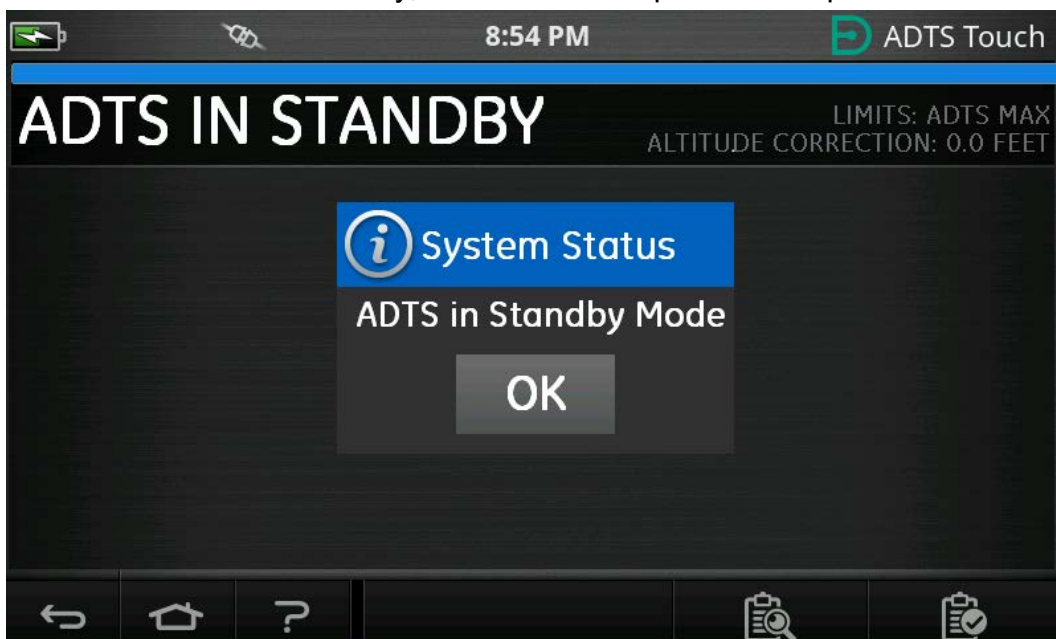 8:54 PM
ADTS Touch
ADTS IN STANDBY
LIMITS: ADTS MAX
ALTITUDE CORRECTION: 0.0 FEET
System Status
ADTS in Standby Mode
OK